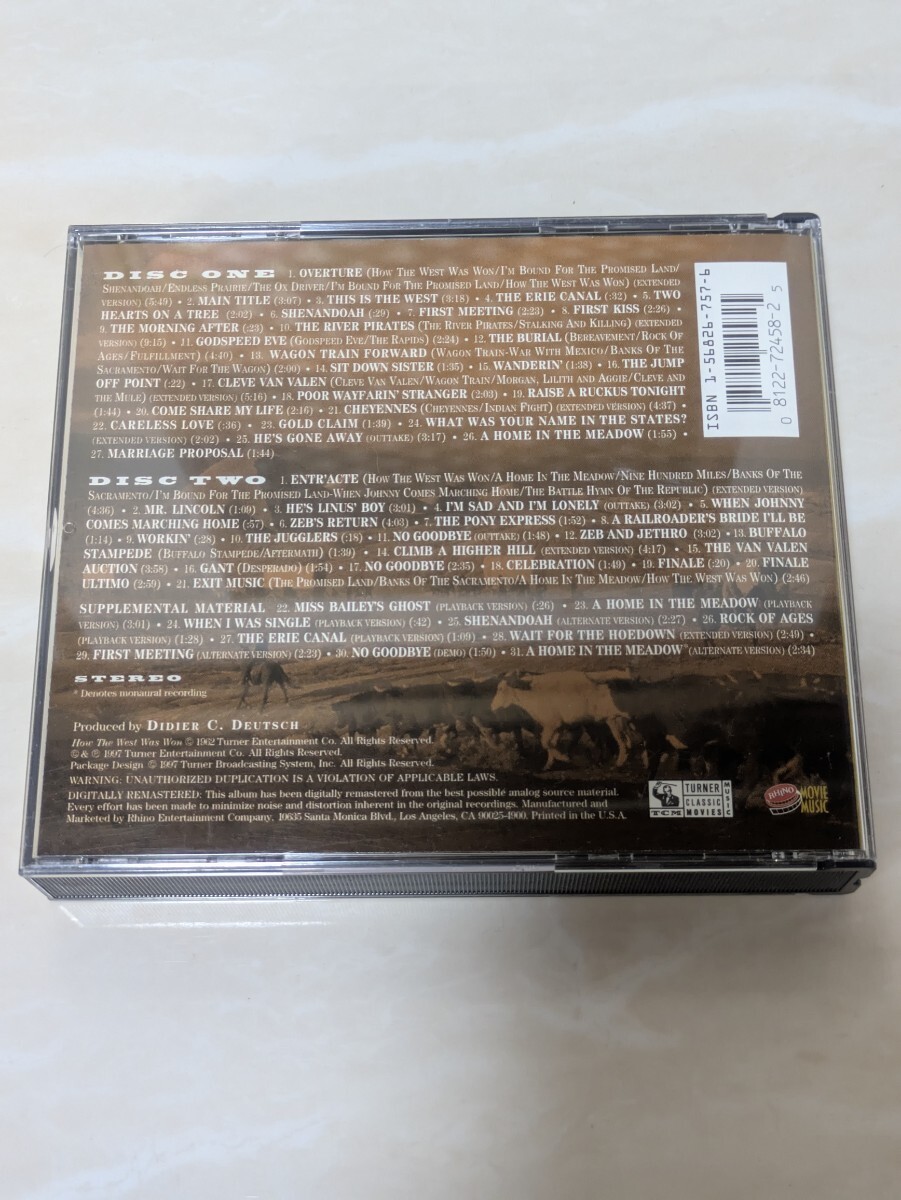 DISC ONE 1. OVERTURE (HOW THE WEST WAS WON/I'M BOUND FOR THE PROMISED LAND/
SHENANDOAH/ENDLESS PRAIRIE/THE OX DRIVER/I'M BOUND FOR THE PROMISED LAND/HOW THE WEST WAS WON) (EXTENDED
VERSION) (5:49) • 2. MAIN TITLE (3:07) • 3. THIS IS THE WEST (3:18) • 4. THE ERIE CANAL (:32) • 5. TWO
HEARTS ON A TREE (2:02) • 6. SHENANDOAH (:29) • 7. FIRST MEETING (2:23) • 8. FIRST KISS (2:26) •
9. THE MORNING AFTER (:23) • 10. THE RIVER PIRATES (THE RIVER PIRATES/STALKING AND KILLING) (EXTENDED
VERSION) (9:15) • 11. GODSPEED EVE (GODSPEED EVE/THE RAPIDS) (2:24) • 12. THE BURIAL (BEREAVEMENT/ROCK OF
AGES/FULFILLMENT) (4:40) • 13. WAGON TRAIN FORWARD (WAGON TRAIN-WAR WITH MEXICO/BANKS OF THE
SACRAMENTO/WAIT FOR THE WAGON) (2:00) • 14. SIT DOWN SISTER (1:35) • 15. WANDERIN' (1:38) • 16. THE JUMP
OFF POINT (:22) • 17. CLEVE VAN VALEN (CLEVE VAN VALEN/WAGON TRAIN/MORGAN, LILITH AND AGGIE/CLEVE AND
THE MULE) (EXTENDED VERSION) (5:16) • 18. POOR WAYFARIN' STRANGER (2:03) • 19. RAISE A RUCKUS TONIGHT
(1:44) • 20. COME SHARE MY LIFE (2:16) • 21. CHEYENNES (CHEYENNES/INDIAN FIGHT) (EXTENDED VERSION) (4:37) •
22. CARELESS LOVE (:36) • 23. GOLD CLAIM (1:39) • 24. WHAT WAS YOUR NAME IN THE STATES?
(EXTENDED VERSION) (2:02) • 25. HE'S GONE AWAY (OUTTAKE) (3:17) • 26. A HOME IN THE MEADOW (1:55) •
27. MARRIAGE PROPOSAL (1:44)
DISC TWO 1. ENTR'ACTE (HOW THE WEST WAS WON/A HOME IN THE MEADOW/NINE HUNDRED MILES/BANKS OF THE
SACRAMENTO/I'M BOUND FOR THE PROMISED LAND-WHEN JOHNNY COMES MARCHING HOME/THE BATTLE HYMN OF THE REPUBLIC) (EXTENDED VERSION)
(4:36) • 2. MR. LINCOLN (1:09) • 3. HE'S LINUS' BOY (3:01) • 4. I'M SAD AND I'M LONELY (OUTTAKE) (3:02) • 5. WHEN JOHNNY
COMES MARCHING HOME (:57) • 6. ZEB'S RETURN (4:03) • 7. THE PONY EXPRESS (1:52) • 8. A RAILROADER'S BRIDE I'LL BE
(1:14) • 9. WORKIN' (:28) • 10. THE JUGGLERS (:18) • 11. NO GOODBYE (OUTTAKE) (1:48) • 12. ZEB AND JETHRO (3:02) • 13. BUFFALO
STAMPEDE (BUFFALO STAMPEDE/AFTERMATH) (1:39) • 14. CLIMB A HIGHER HILL (EXTENDED VERSION) (4:17) • 15. THE VAN VALEN
AUCTION (3:58) • 16. GANT (DESPERADO) (1:54) • 17. NO GOODBYE (2:35) • 18. CELEBRATION (1:49) • 19. FINALE (:20) • 20. FINALE
ULTIMO (2:59) • 21. EXIT MUSIC (THE PROMISED LAND/BANKS OF THE SACRAMENTO/A HOME IN THE MEADOW/HOW THE WEST WAS WON) (2:46)
SUPPLEMENTAL MATERIAL 22. MISS BAILEY'S GHOST (PLAYBACK VERSION) (:26) • 23. A HOME IN THE MEADOW (PLAYBACK
VERSION) (3:01) • 24. WHEN I WAS SINGLE (PLAYBACK VERSION) (:42) • 25. SHENANDOAH (ALTERNATE VERSION) (2:27) • 26. ROCK OF AGES
(PLAYBACK VERSION) (1:28) • 27. THE ERIE CANAL (PLAYBACK VERSION) (1:09) • 28. WAIT FOR THE HOEDOWN (EXTENDED VERSION) (2:49) •
29. FIRST MEETING (ALTERNATE VERSION) (2:23) • 30. NO GOODBYE (DEMO) (1:50) • 31. A HOME IN THE MEADOW* (ALTERNATE VERSION) (2:34)
STEREO
* Denotes monaural recording
Produced by DIDIER C. DEUTSCH
How The West Was Won © 1962 Turner Entertainment Co. All Rights Reserved.
© & ℗ 1997 Turner Entertainment Co. All Rights Reserved.
Package Design © 1997 Turner Broadcasting System, Inc. All Rights Reserved.
WARNING: UNAUTHORIZED DUPLICATION IS A VIOLATION OF APPLICABLE LAWS.
DIGITALLY REMASTERED: This album has been digitally remastered from the best possible analog source material.
Every effort has been made to minimize noise and distortion inherent in the original recordings. Manufactured and
Marketed by Rhino Entertainment Company. 10635 Santa Monica Blvd., Los Angeles, CA 90025-4900. Printed in the U.S.A.
ISBN 1-56826-757-6
0 8122-72458-2 5
TCM
TURNER
CLASSIC
MOVIES
MUSIC
RHINO
MOVIE
MUSIC